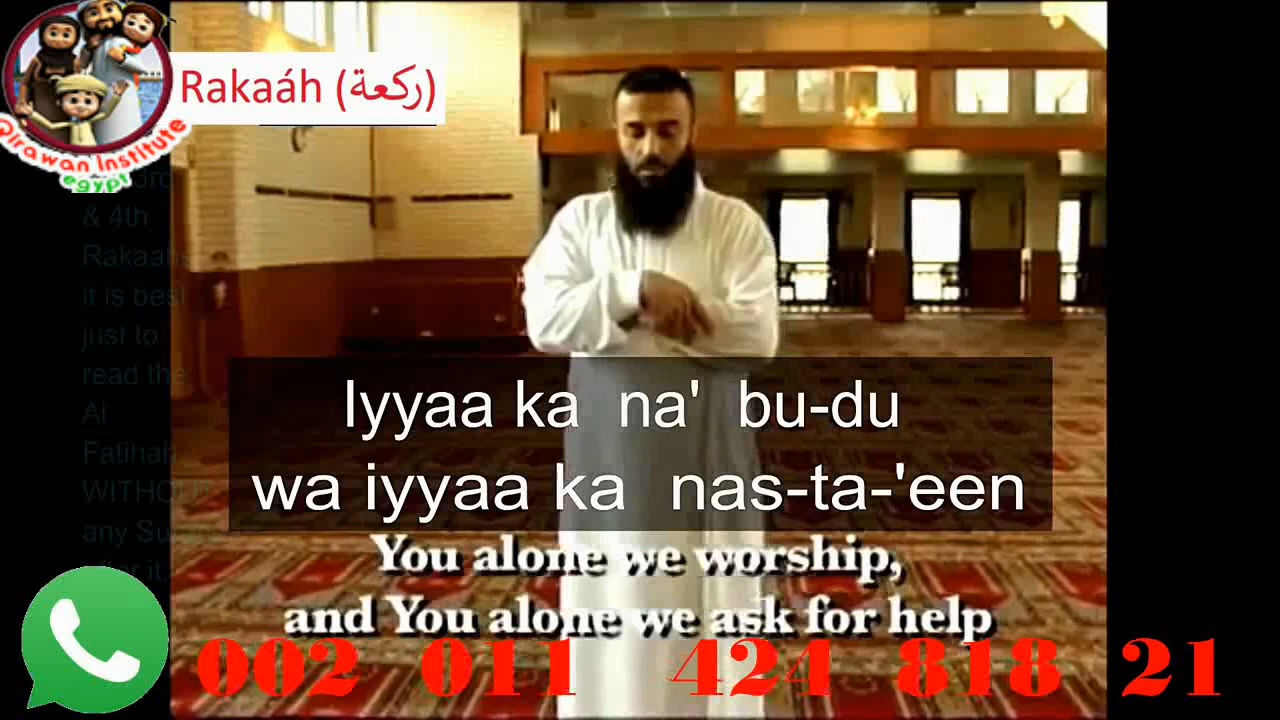 Rakaáh (ركعة)
Qirawan Institute
egypt
& 4th
Rakaahs
it is best
just to
read the
Al
Fatihah
WITHOUT
any
it.
Iyyaa ka na' bu-du
wa iyyaa ka nas-ta-'een
You alone we worship,
and You alone we ask for help
002 011 424 818 21